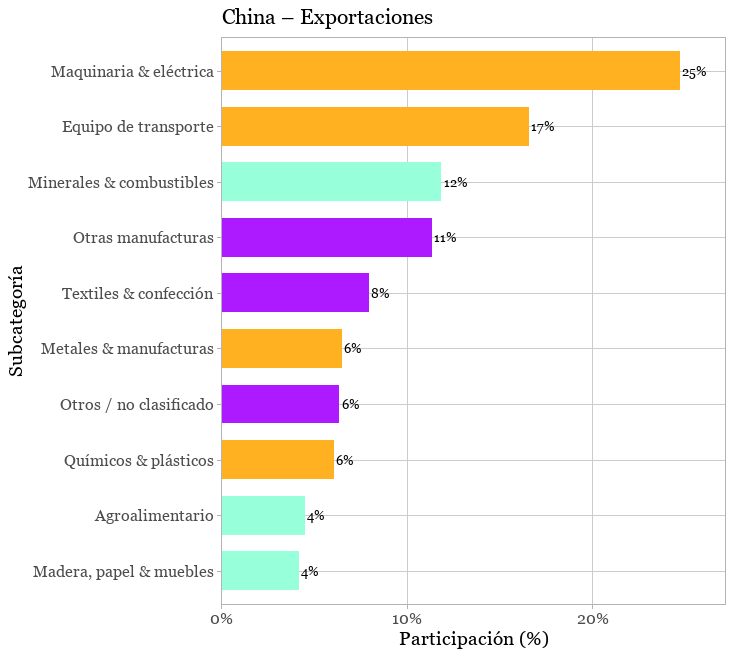 China – Exportaciones
Maquinaria & eléctrica
25%
Equipo de transporte
17%
Minerales & combustibles
12%
Otras manufacturas
11%
Textiles & confección
8%
Metales & manufacturas
6%
Otros / no clasificado
6%
Químicos & plásticos
6%
Agroalimentario
4%
Madera, papel & muebles
4%
Subcategoría
0%
10%
20%
Participación (%)